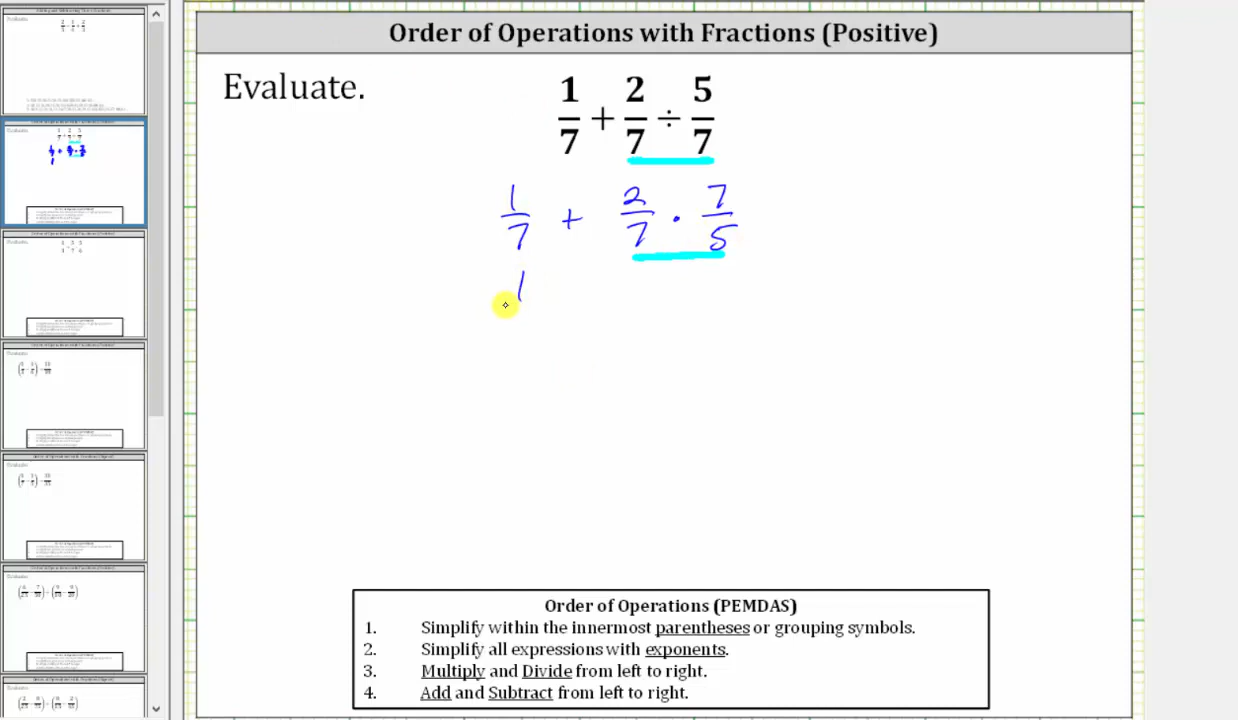 Order of Operations with Fractions (Positive)
Evaluate.
1/7 + 2/7 ÷ 5/7
1/7 + 2/7 · 7/5
1
Order of Operations (PEMDAS)
1. Simplify within the innermost parentheses or grouping symbols.
2. Simplify all expressions with exponents.
3. Multiply and Divide from left to right.
4. Add and Subtract from left to right.